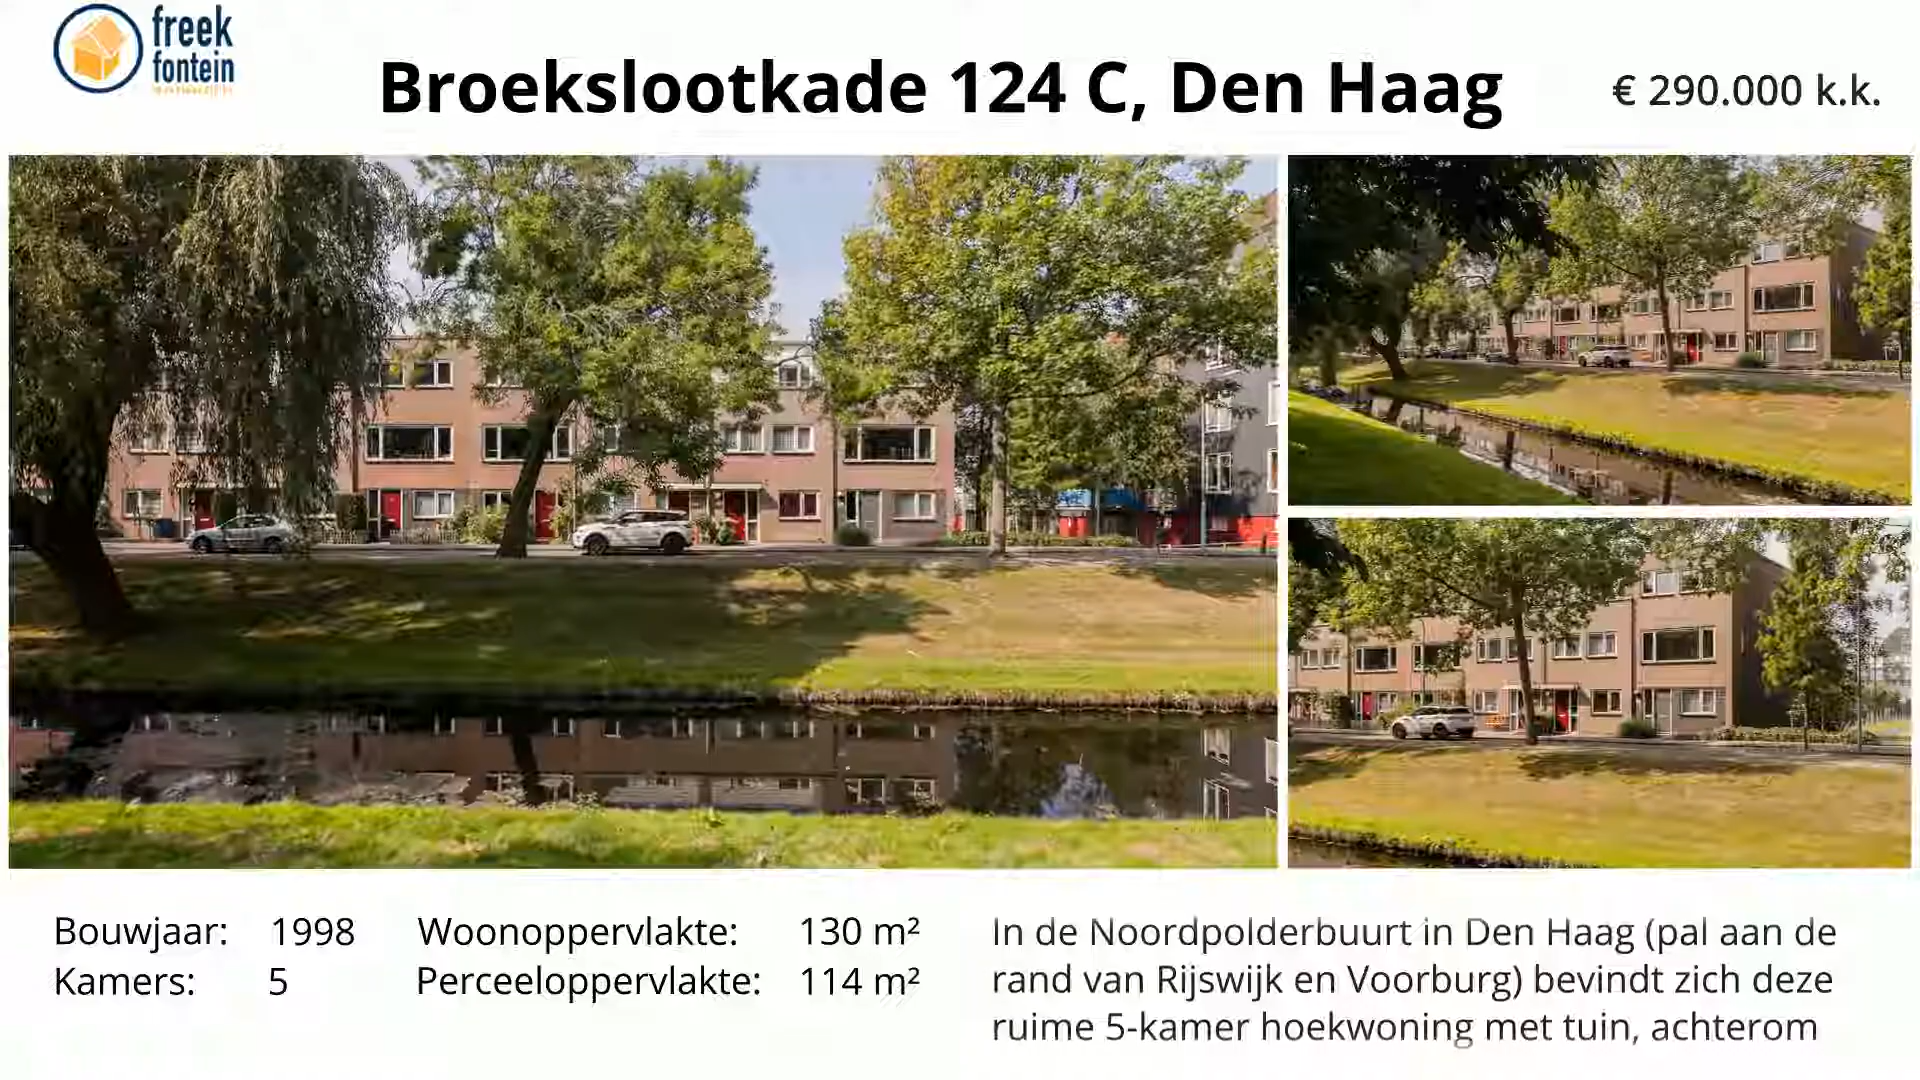 freek
fontein
Broekslootkade 124 C, Den Haag
€ 290.000 k.k.
Bouwjaar: 1998
Kamers: 5
Woonoppervlakte: 130 m²
Perceeloppervlakte: 114 m²
In de Noordpolderbuurt in Den Haag (pal aan de
rand van Rijswijk en Voorburg) bevindt zich deze
ruime 5-kamer hoekwoning met tuin, achterom